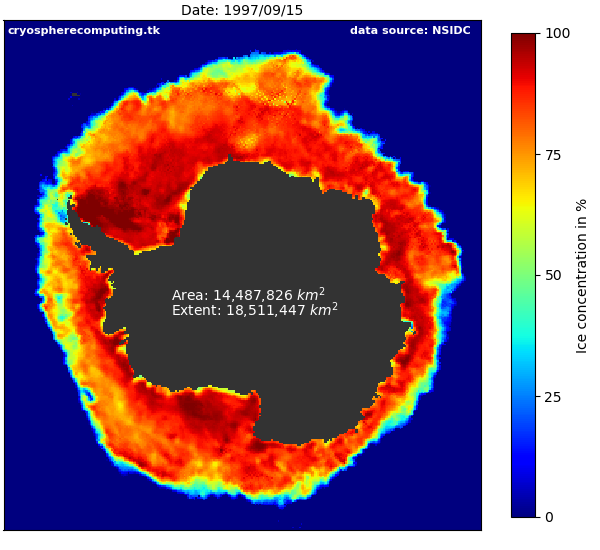 Date: 1997/09/15
cryospherecomputing.tk
data source: NSIDC
100
75
50
25
0
Ice concentration in %
Area: 14,487,826 km²
Extent: 18,511,447 km²